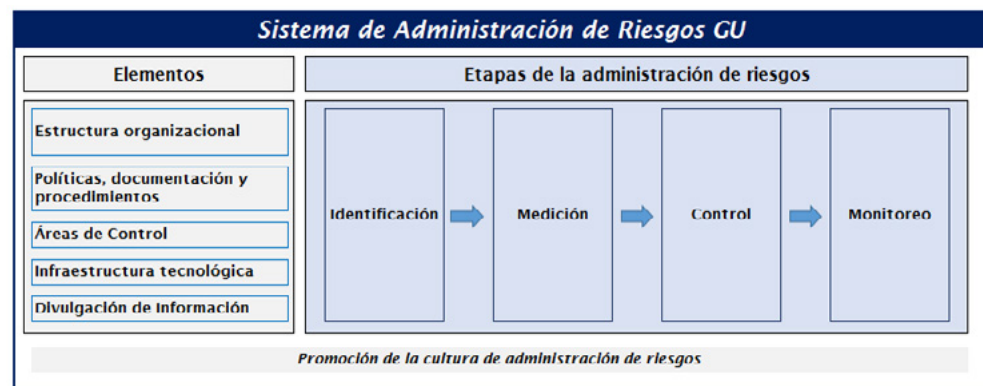 Sistema de Administración de Riesgos GU
Elementos
Etapas de la administración de riesgos
Estructura organizacional
Políticas, documentación y
procedimientos
Áreas de Control
Infraestructura tecnológica
Divulgación de Información
Identificación
Medición
Control
Monitoreo
Promoción de la cultura de administración de riesgos